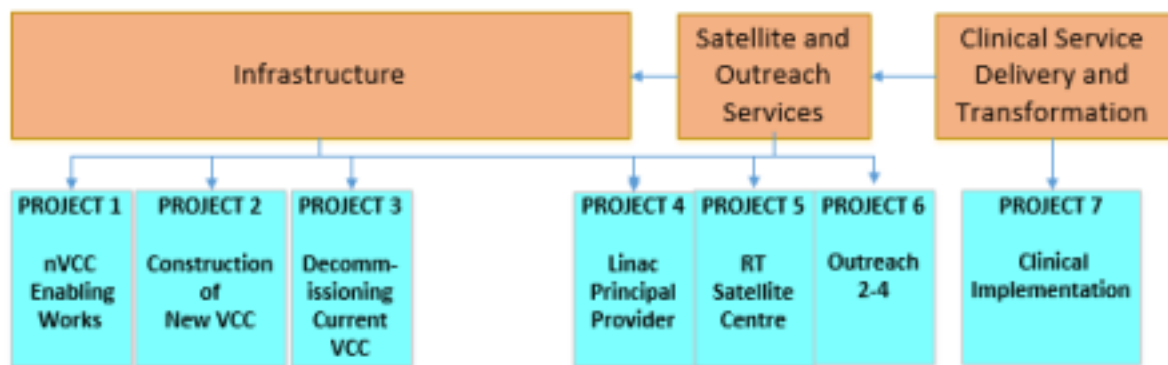 Infrastructure
Satellite and
Outreach
Services
Clinical Service
Delivery and
Transformation
PROJECT 1
nVCC
Enabling
Works
PROJECT 2
Construction
of
New VCC
PROJECT 3
Decomm-
issioning
Current
VCC
PROJECT 4
Linac
Principal
Provider
PROJECT 5
RT
Satellite
Centre
PROJECT 6
Outreach
2-4
PROJECT 7
Clinical
Implementation